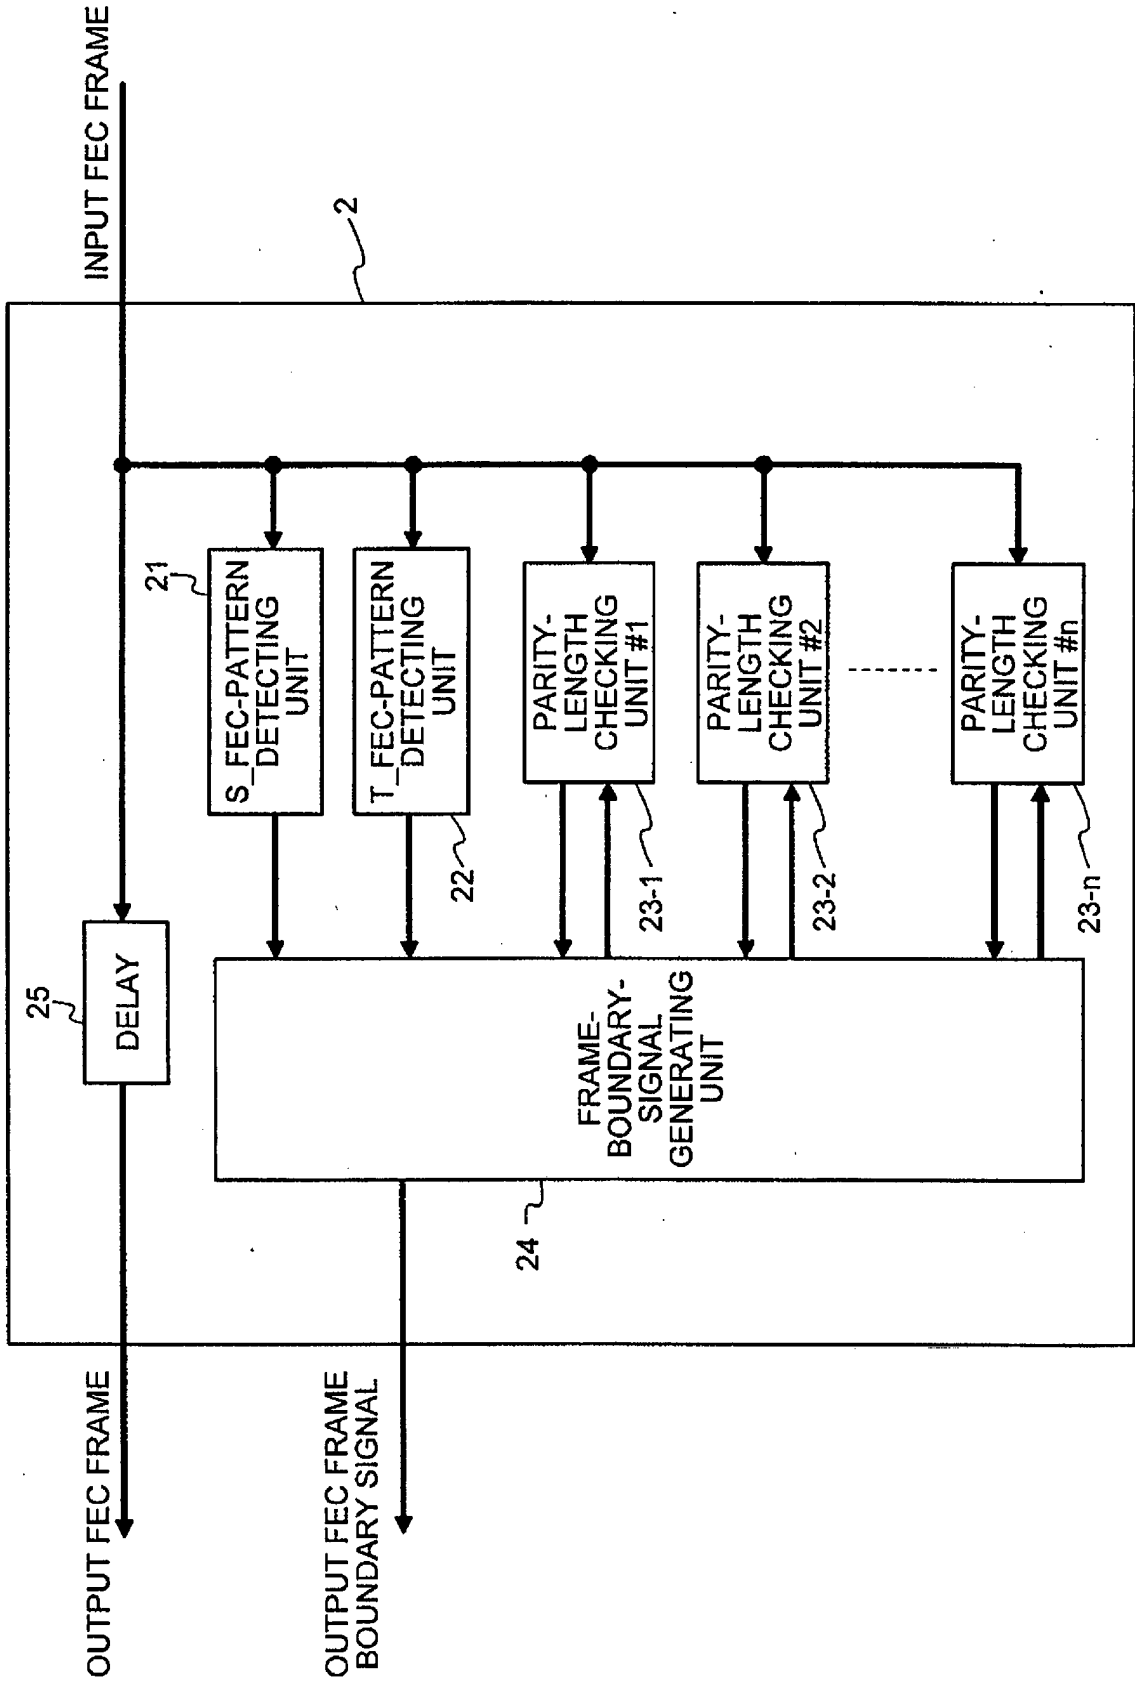 INPUT FEC FRAME
2
21
S_FEC-PATTERN
DETECTING
UNIT
T_FEC-PATTERN
DETECTING
UNIT
22
PARITY-
LENGTH
CHECKING
UNIT #1
23-1
PARITY-
LENGTH
CHECKING
UNIT #2
23-2
PARITY-
LENGTH
CHECKING
UNIT #n
23-n
25
DELAY
FRAME-
BOUNDARY-
SIGNAL
GENERATING
UNIT
24
OUTPUT FEC FRAME
OUTPUT FEC FRAME
BOUNDARY SIGNAL